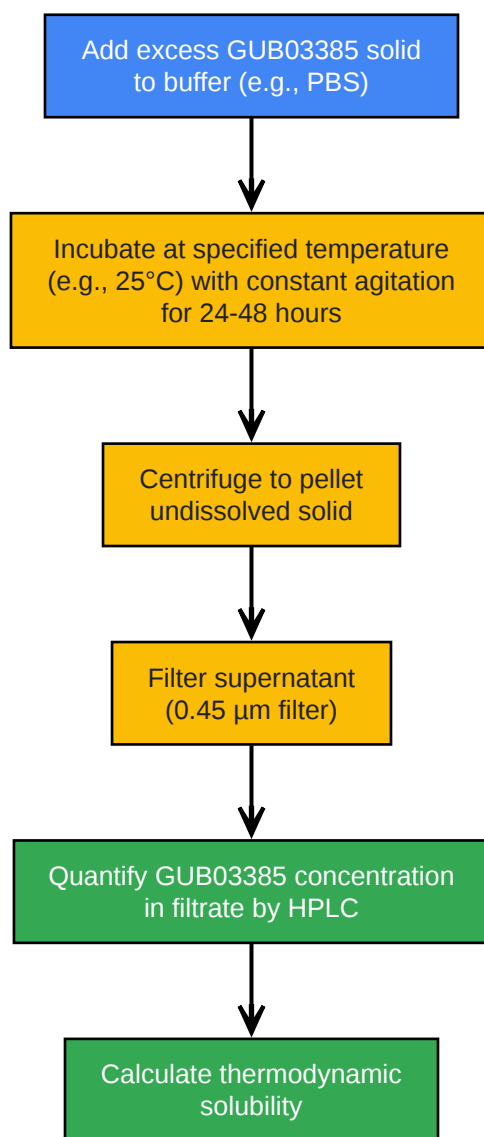 Add excess GUB03385 solid
to buffer (e.g., PBS)
Incubate at specified temperature
(e.g., 25°C) with constant agitation
for 24-48 hours
Centrifuge to pellet
undissolved solid
Filter supernatant
(0.45 µm filter)
Quantify GUB03385 concentration
in filtrate by HPLC
Calculate thermodynamic
solubility